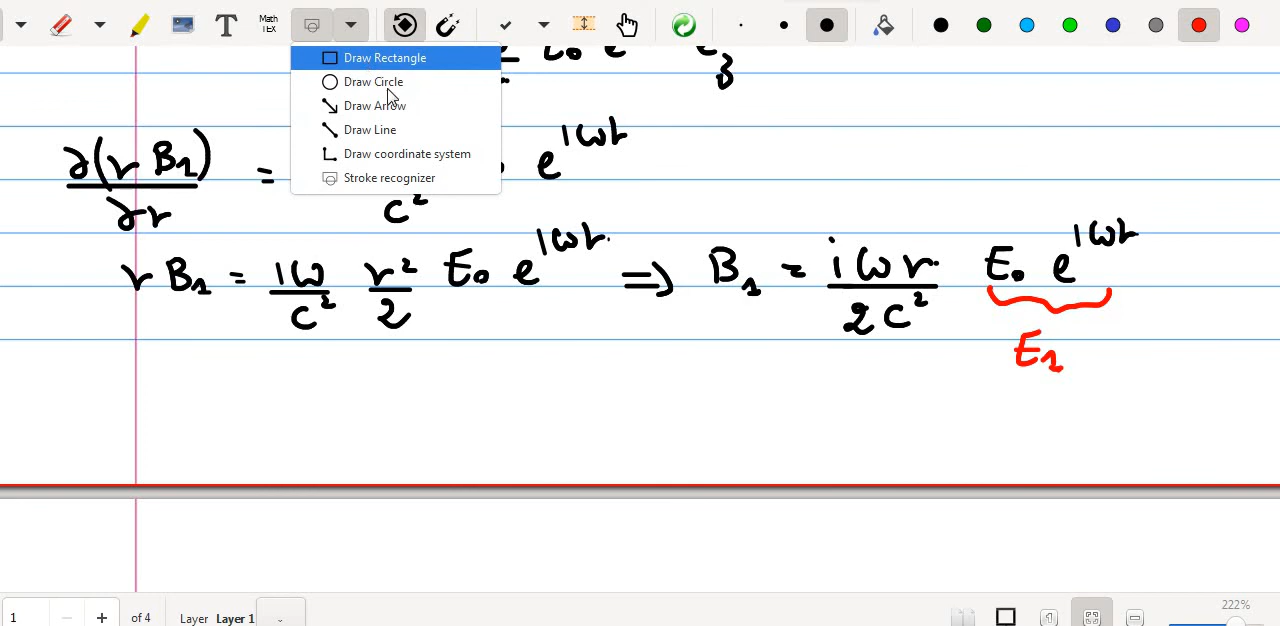 Math
TEX
Draw Rectangle
Draw Circle
Draw Arrow
Draw Line
Draw coordinate system
Stroke recognizer
E₀ e
∂(r B₁)/∂r = c² e^{iωt}
r B₁ = iω/c² r²/2 E₀ e^{iωt} ⇒ B₁ = iωr/2c² E₀ e^{iωt}
E₁
1 of 4 Layer Layer 1 222%